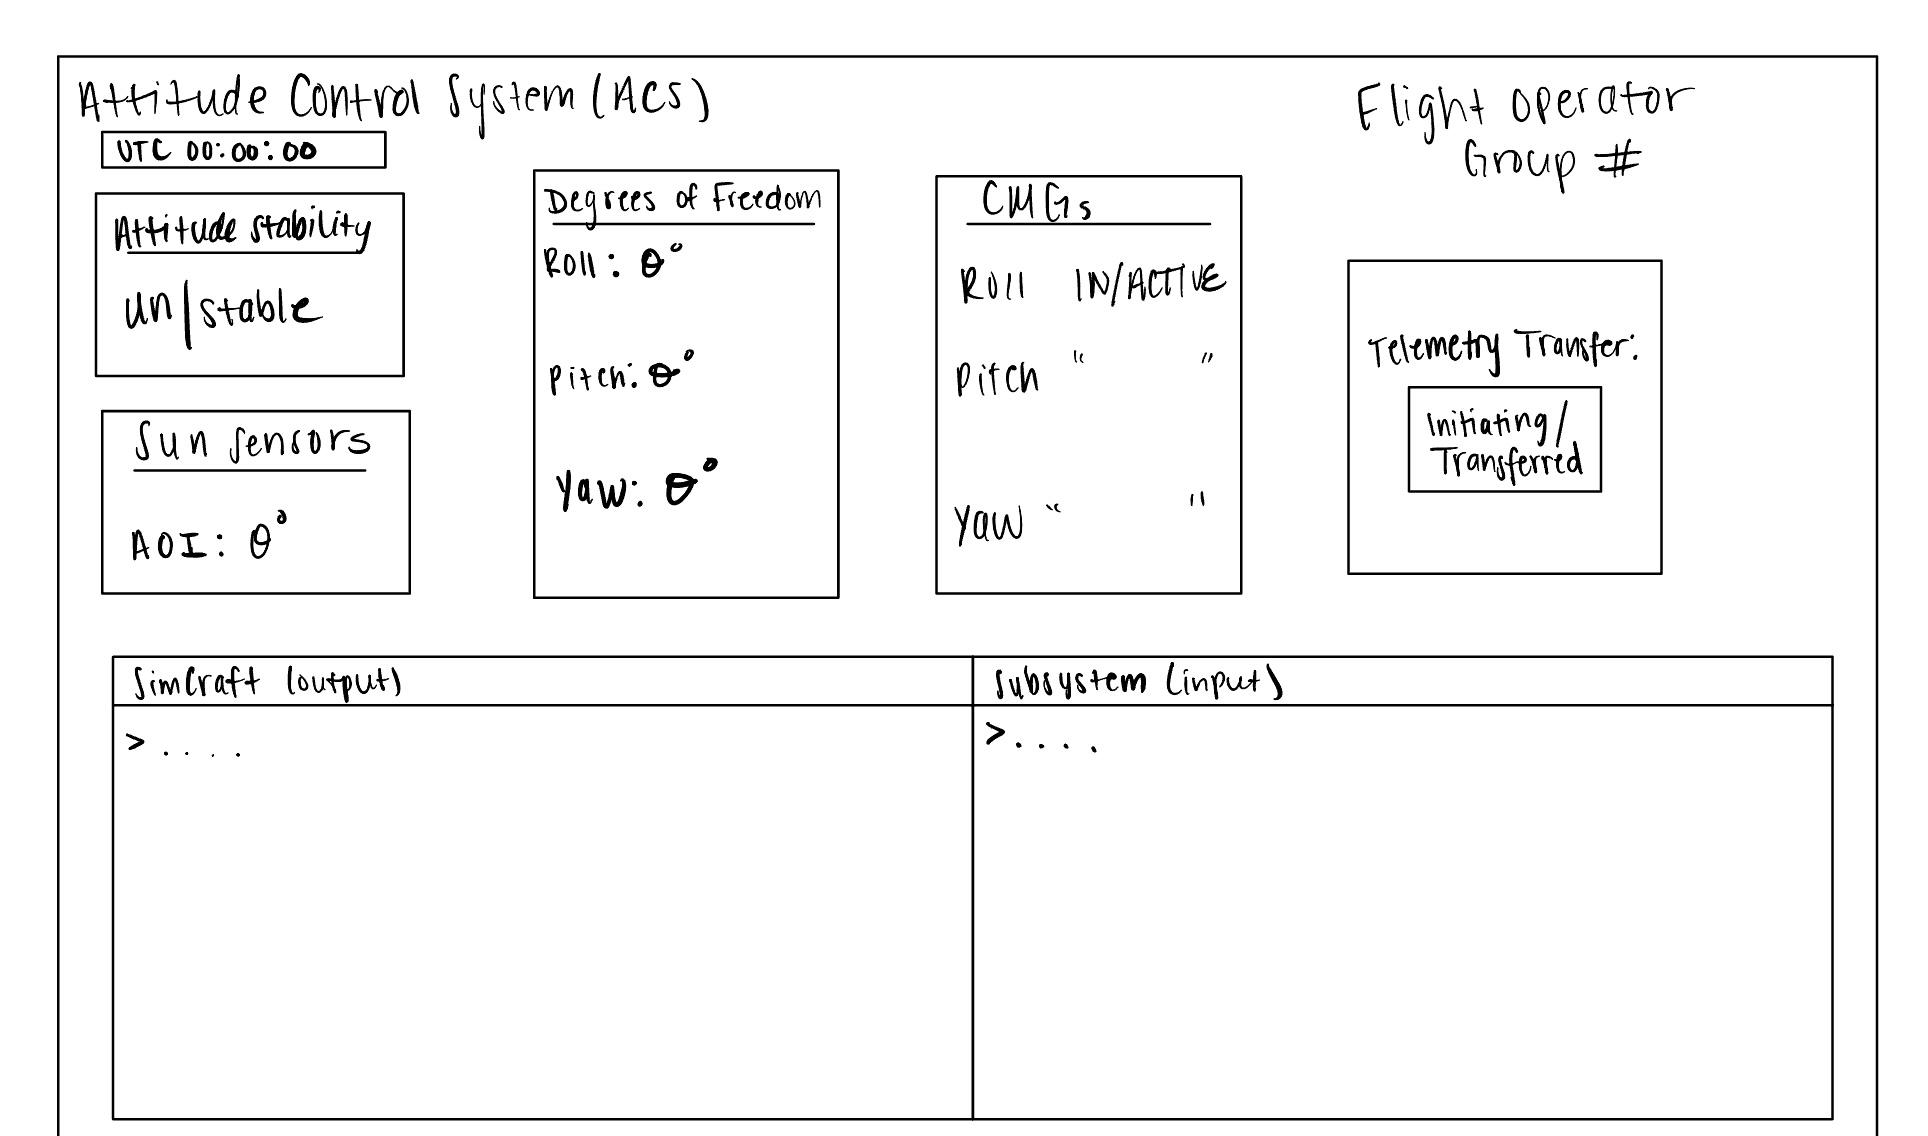 Attitude Control System (ACS)
UTC 00:00:00
Attitude stability
un/stable
Sun sensors
AOI: θ°
Degrees of Freedom
Roll: θ°
Pitch: θ°
Yaw: θ°
CMGs
Roll IN/ACTIVE
Pitch “ ”
Yaw “ "
Flight Operator
Group #
Telemetry Transfer:
Initiating/
Transferred
SimCraft (output)
> . . . .
Subsystem (input)
> . . . .